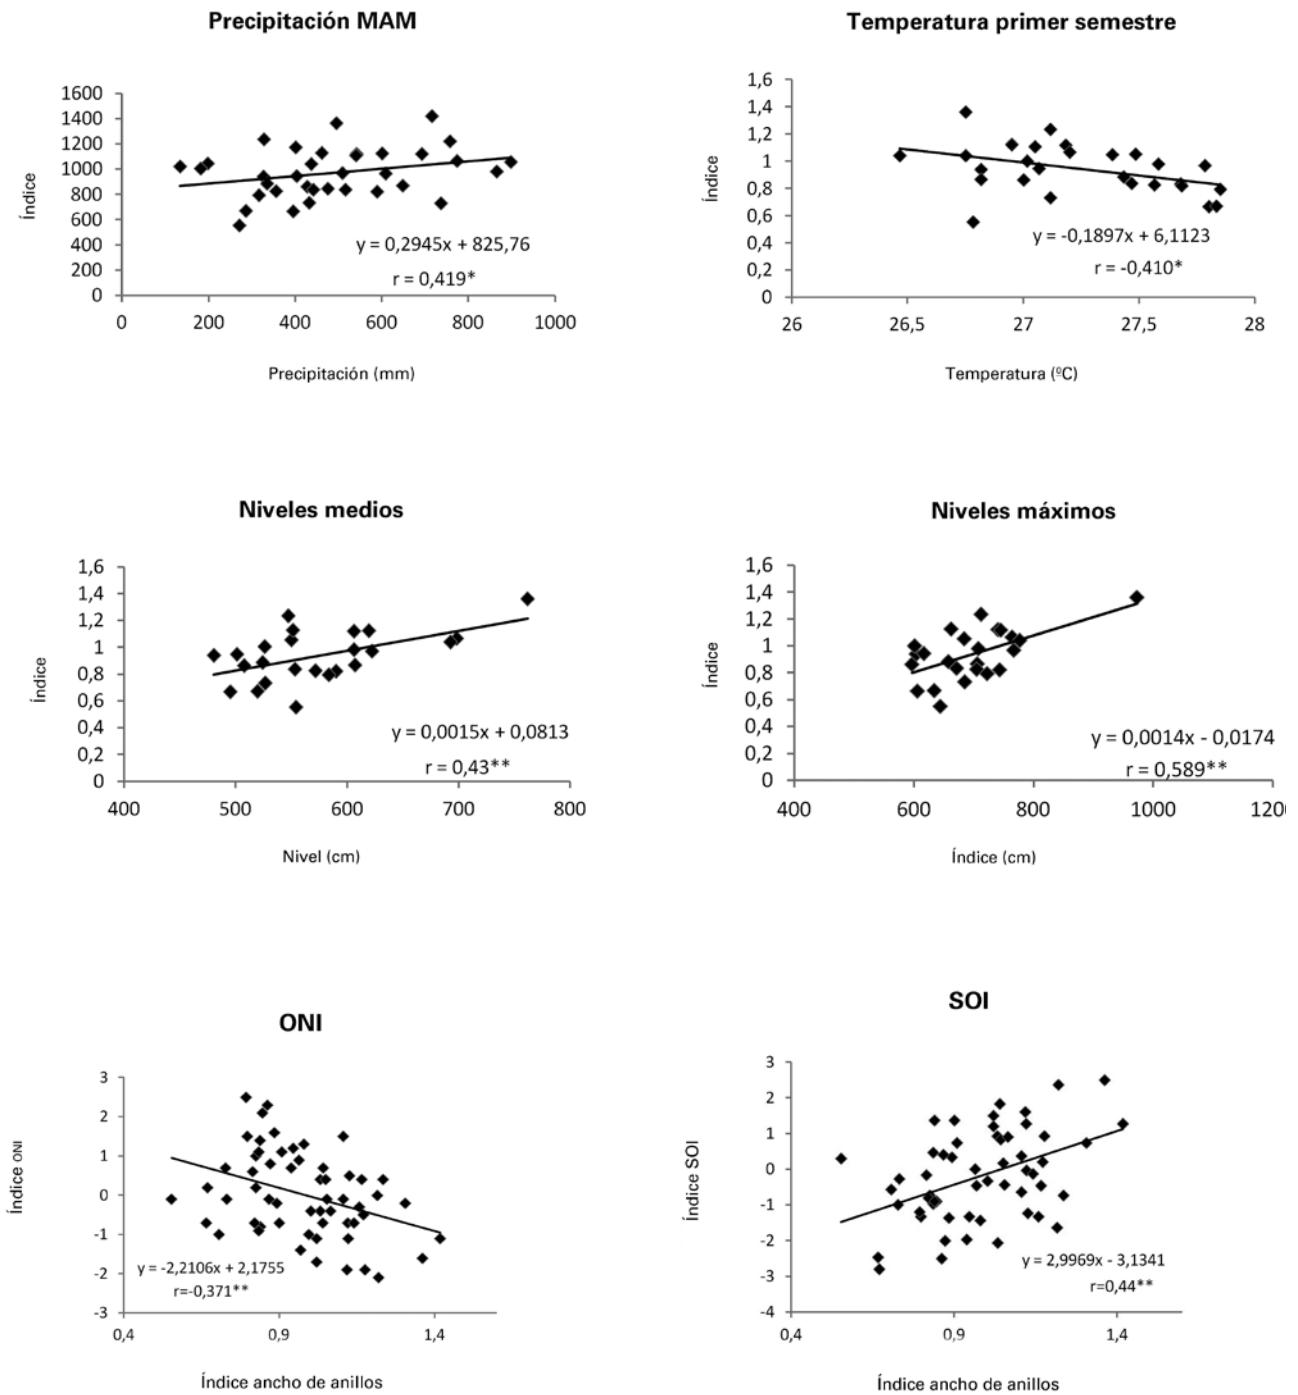 Precipitación MAM
Índice
1600
1400
1200
1000
800
600
400
200
0
y = 0,2945x + 825,76
r = 0,419*
0 200 400 600 800 1000
Precipitación (mm)
Temperatura primer semestre
Índice
1,6
1,4
1,2
1
0,8
0,6
0,4
0,2
0
y = -0,1897x + 6,1123
r = -0,410*
26 26,5 27 27,5 28
Temperatura (ºC)
Niveles medios
Índice
1,6
1,4
1,2
1
0,8
0,6
0,4
0,2
0
y = 0,0015x + 0,0813
r = 0,43**
400 500 600 700 800
Nivel (cm)
Niveles máximos
Índice
1,6
1,4
1,2
1
0,8
0,6
0,4
0,2
0
y = 0,0014x - 0,0174
r = 0,589**
400 600 800 1000
Índice (cm)
ONI
Índice ONI
3
2
1
0
-1
-2
-3
y = -2,2106x + 2,1755
r=-0,371**
0,4 0,9 1,4
Índice ancho de anillos
SOI
Índice SOI
3
2
1
0
-1
-2
-3
-4
y = 2,9969x - 3,1341
r=0,44**
0,4 0,9 1,4
Índice ancho de anillos